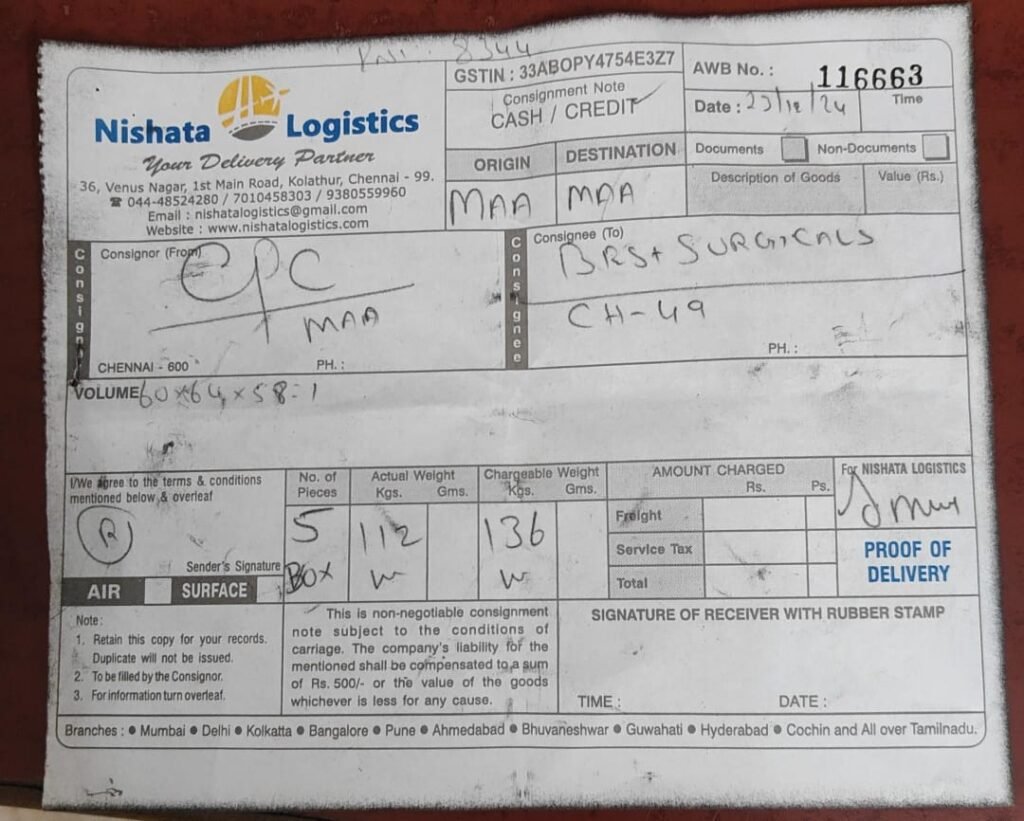 8344
Nishata Logistics
Your Delivery Partner
36, Venus Nagar, 1st Main Road, Kolathur, Chennai - 99.
☎ 044-48524280 / 7010458303 / 9380559960
Email : nishatalogistics@gmail.com
Website : www.nishatalogistics.com
GSTIN : 33ABOPY4754E3Z7
Consignment Note
CASH / CREDIT
AWB No. : 116663
Date : 23/12/24 Time
ORIGIN DESTINATION
MAA MAA
Documents Non-Documents
Description of Goods Value (Rs.)
Consignor
Consignor (From)
CPC
MAA
CHENNAI - 600 PH. :
Consignee
Consignee (To)
BRS+ SURGICALS
CH-49
PH. :
VOLUME 60x64x58=1
I/We agree to the terms & conditions
mentioned below & overleaf
Sender's Signature
AIR SURFACE
No. of Pieces
5
BOX
Actual Weight
Kgs. Gms.
112
Chargeable Weight
Kgs. Gms.
136
AMOUNT CHARGED
Rs. Ps.
Freight
Service Tax
Total
For NISHATA LOGISTICS
PROOF OF
DELIVERY
Note :
1. Retain this copy for your records.
Duplicate will not be issued.
2. To be filled by the Consignor.
3. For information turn overleaf.
This is non-negotiable consignment
note subject to the conditions of
carriage. The company's liability for the
mentioned shall be compensated to a sum
of Rs. 500/- or the value of the goods
whichever is less for any cause.
SIGNATURE OF RECEIVER WITH RUBBER STAMP
TIME : DATE :
Branches : ● Mumbai ● Delhi ● Kolkatta ● Bangalore ● Pune ● Ahmedabad ● Bhuvaneshwar ● Guwahati ● Hyderabad ● Cochin and All over Tamilnadu.